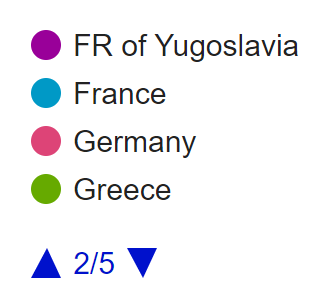 FR of Yugoslavia
France
Germany
Greece
2/5